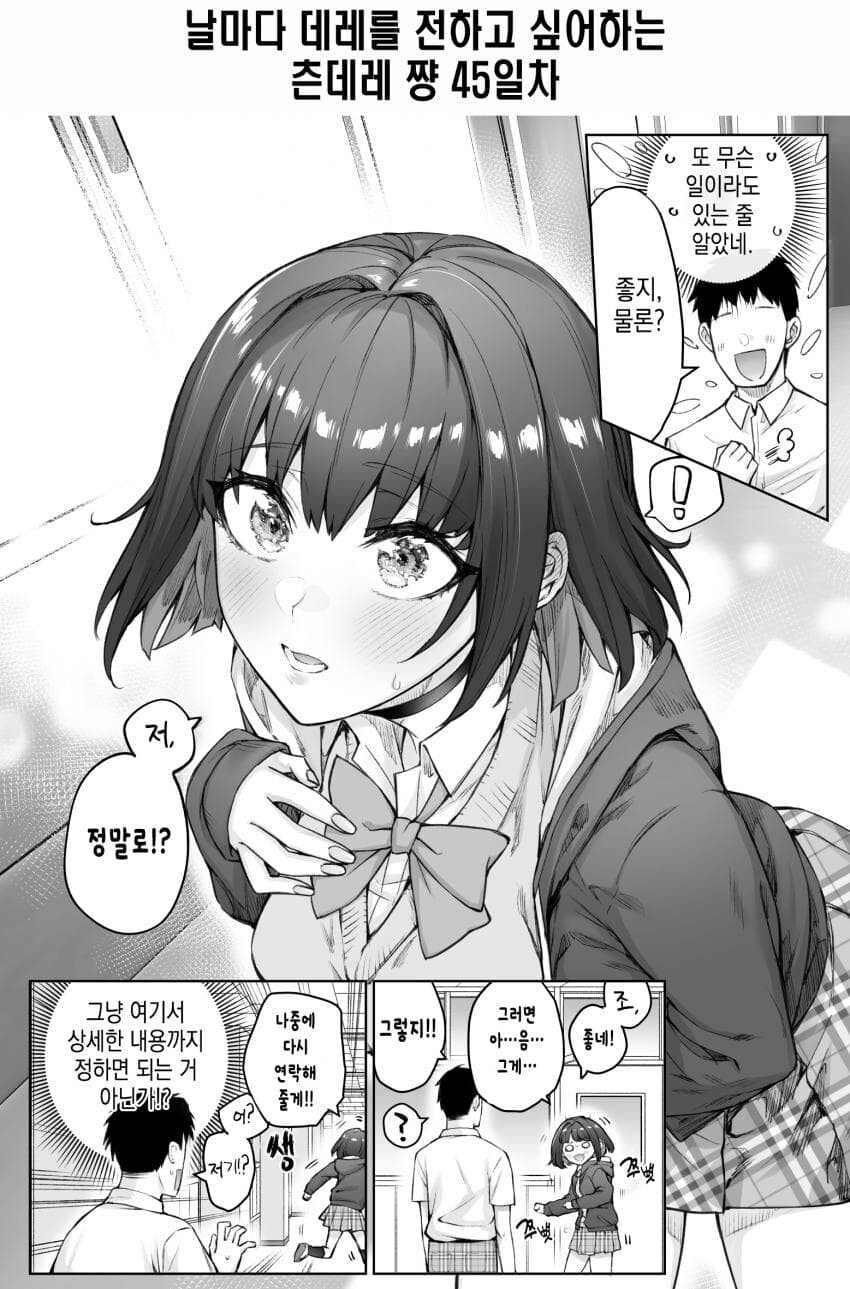 날마다 데레를 전하고 싶어하는
츤데레 쨩 45일차
또 무슨
일이라도
있는 줄
알았네.
좋지,
물론?
!
저,
정말로!?
조,
좋네!
그러면
아…음…
그게…
그렇지!!
?
쭈뼛
쭈뼛
나중에
다시
연락해
줄게!!
쌩
어?
저기!?
그냥 여기서
상세한 내용까지
정하면 되는 거
아닌가!?